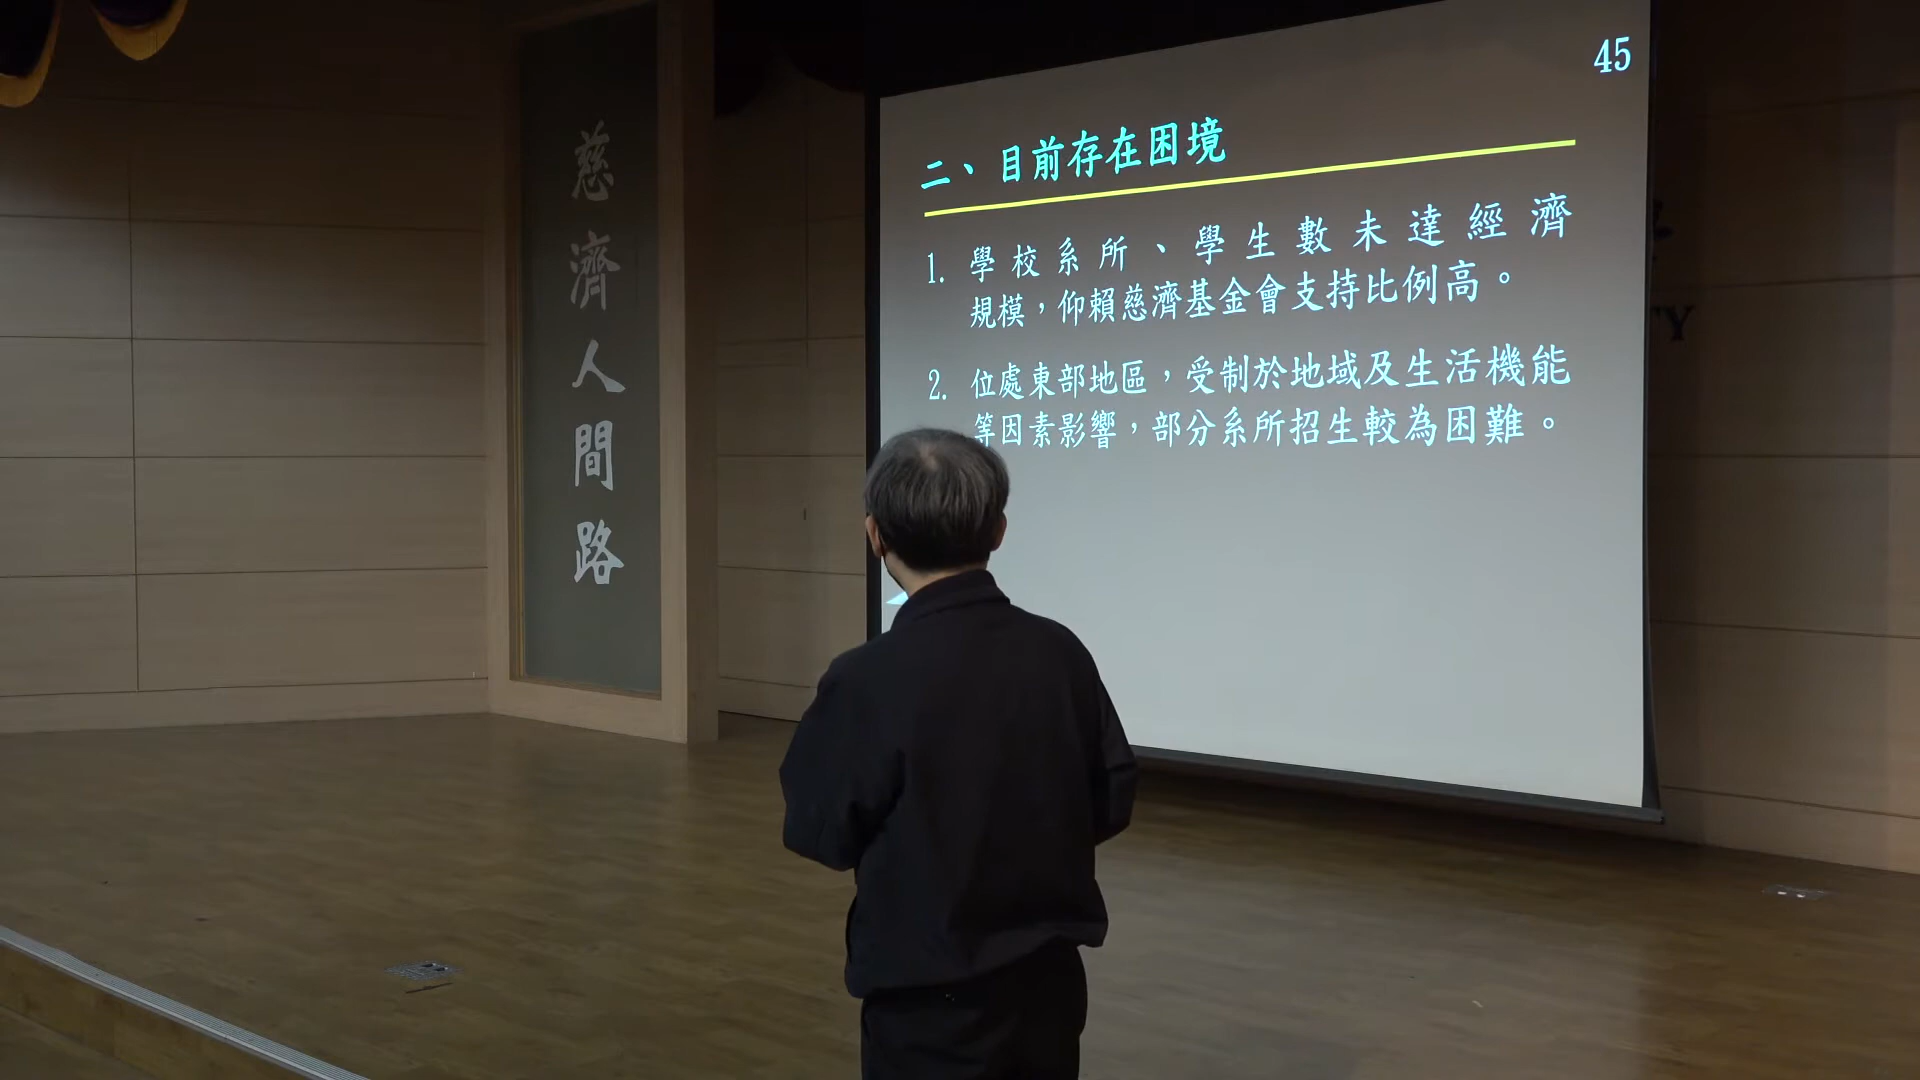 慈濟人間路
45
二、目前存在困境
1. 學校系所、學生數未達經濟
規模，仰賴慈濟基金會支持比例高。
2. 位處東部地區，受制於地域及生活機能
等因素影響，部分系所招生較為困難。
TY